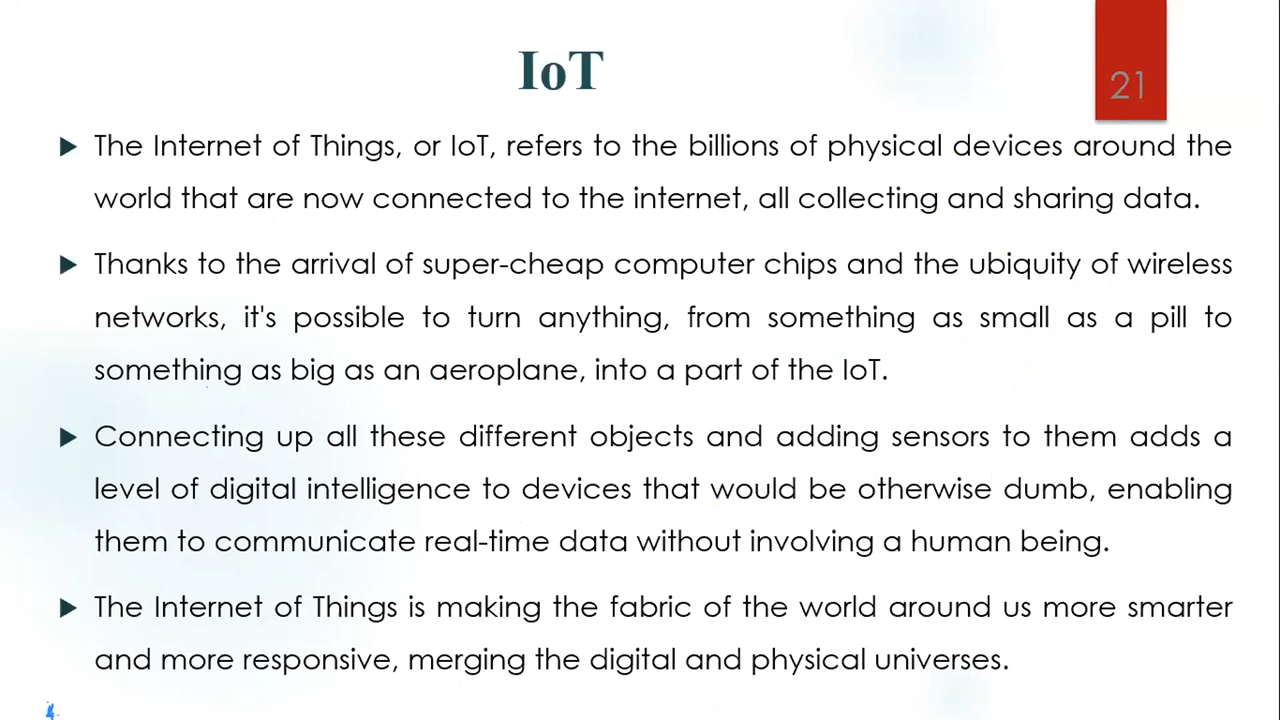 IoT
21
The Internet of Things, or IoT, refers to the billions of physical devices around the
world that are now connected to the internet, all collecting and sharing data.
Thanks to the arrival of super-cheap computer chips and the ubiquity of wireless
networks, it's possible to turn anything, from something as small as a pill to
something as big as an aeroplane, into a part of the IoT.
Connecting up all these different objects and adding sensors to them adds a
level of digital intelligence to devices that would be otherwise dumb, enabling
them to communicate real-time data without involving a human being.
The Internet of Things is making the fabric of the world around us more smarter
and more responsive, merging the digital and physical universes.